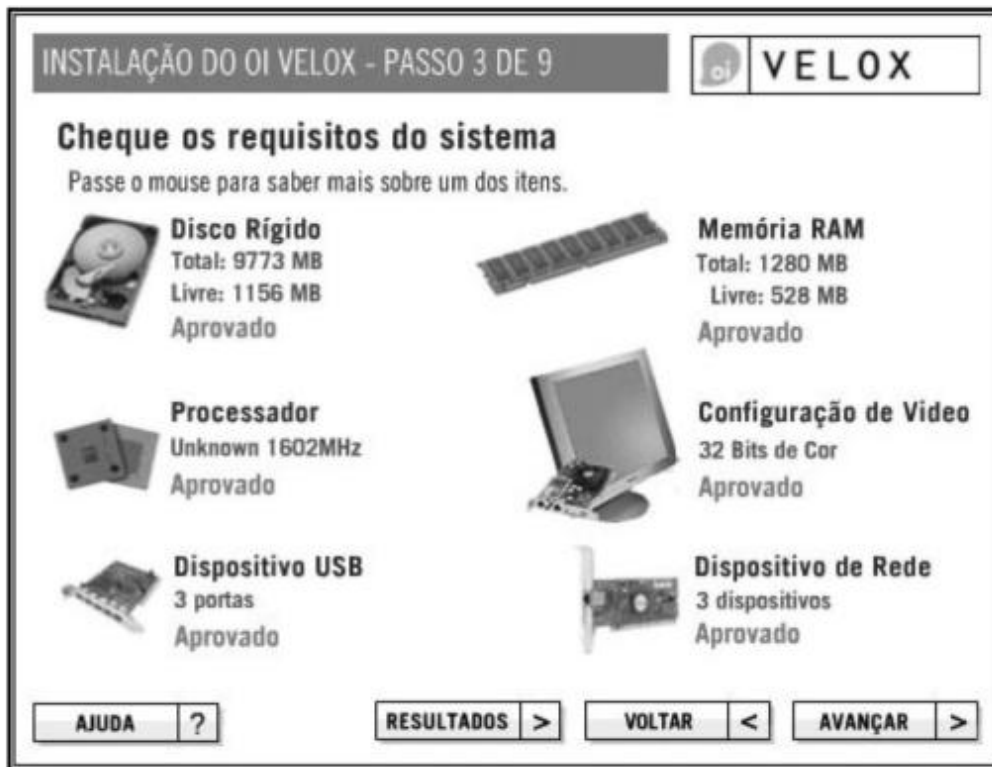 INSTALAÇÃO DO OI VELOX - PASSO 3 DE 9
oi VELOX
Cheque os requisitos do sistema
Passe o mouse para saber mais sobre um dos itens.
Disco Rígido
Total: 9773 MB
Livre: 1156 MB
Aprovado
Memória RAM
Total: 1280 MB
Livre: 528 MB
Aprovado
Processador
Unknown 1602MHz
Aprovado
Configuração de Video
32 Bits de Cor
Aprovado
Dispositivo USB
3 portas
Aprovado
Dispositivo de Rede
3 dispositivos
Aprovado
AJUDA ?
RESULTADOS >
VOLTAR <
AVANÇAR >